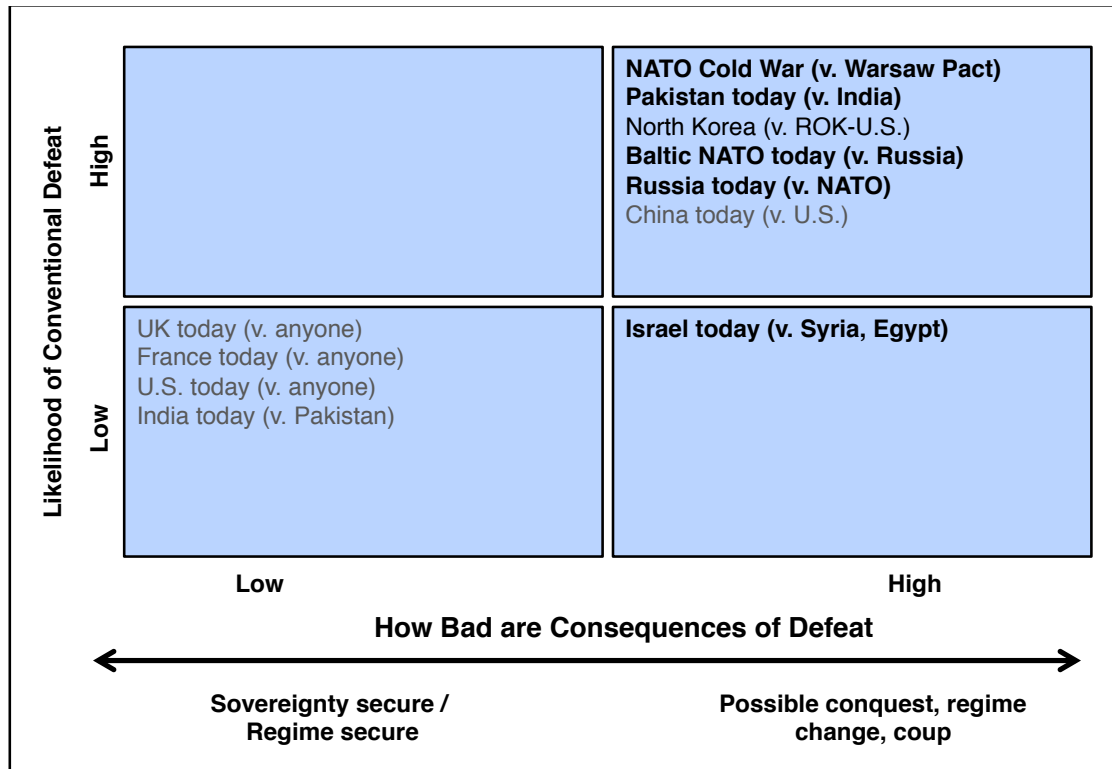 Likelihood of Conventional Defeat
High
NATO Cold War (v. Warsaw Pact)
Pakistan today (v. India)
North Korea (v. ROK-U.S.)
Baltic NATO today (v. Russia)
Russia today (v. NATO)
China today (v. U.S.)
Low
UK today (v. anyone)
France today (v. anyone)
U.S. today (v. anyone)
India today (v. Pakistan)
Israel today (v. Syria, Egypt)
Low
High
How Bad are Consequences of Defeat
Sovereignty secure /
Regime secure
Possible conquest, regime
change, coup